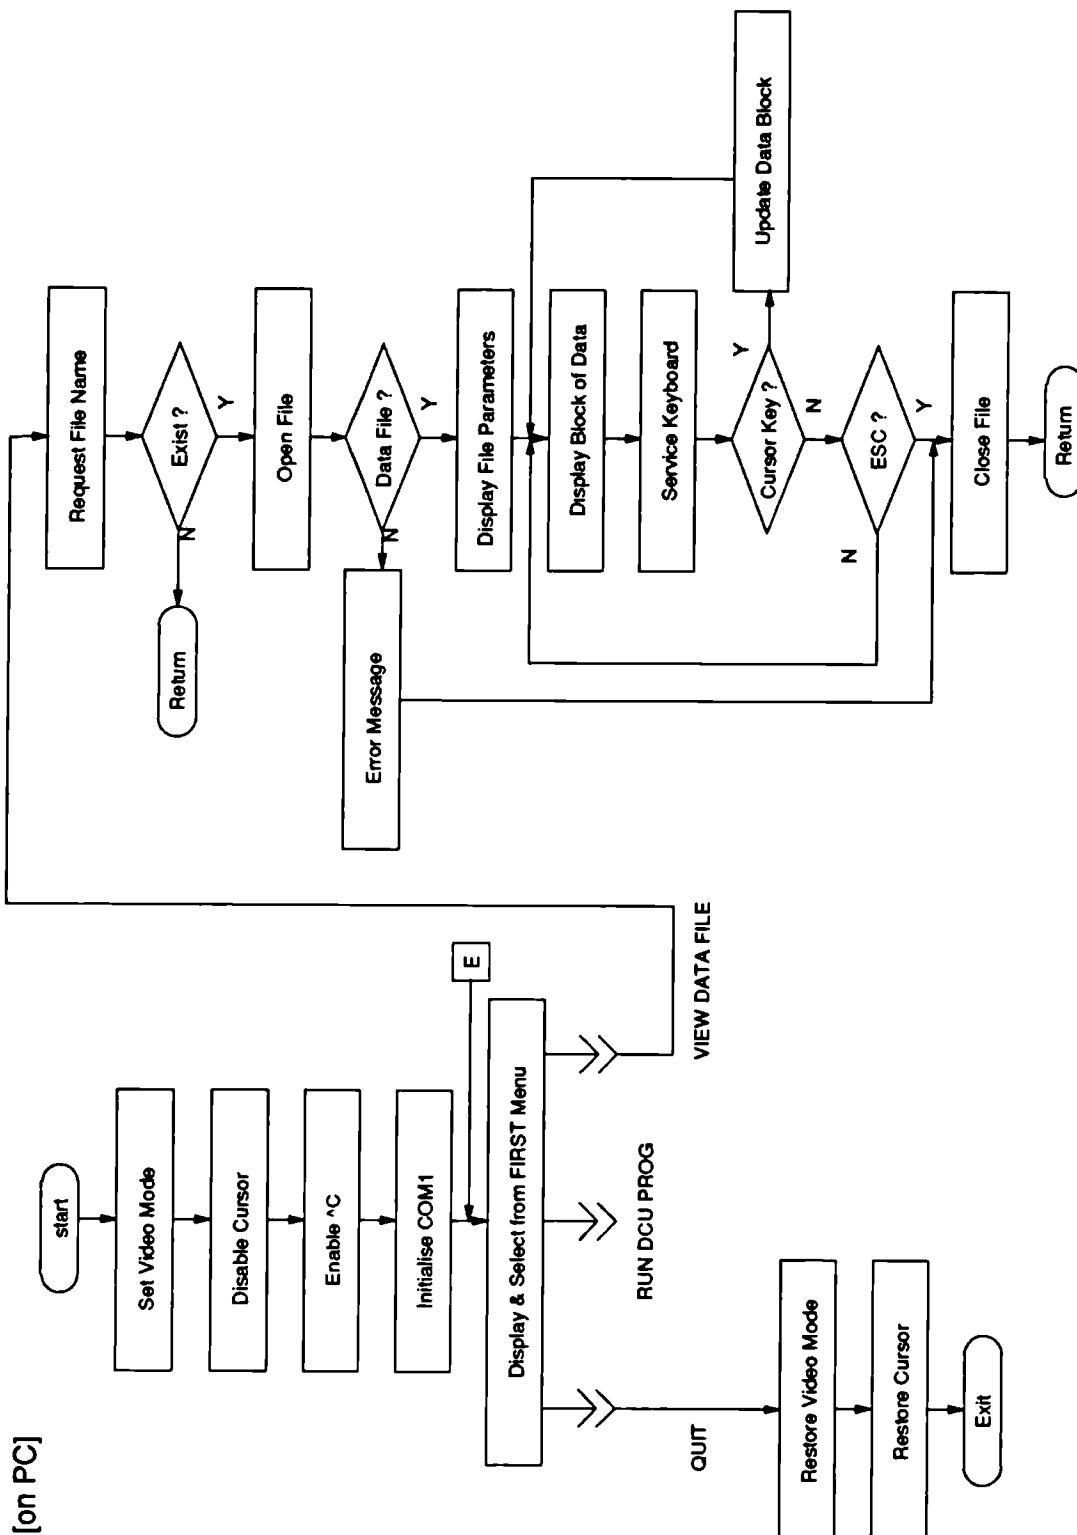 [on PC]
start
Set Video Mode
Disable Cursor
Enable ^C
Initialise COM1
E
Display & Select from FIRST Menu
QUIT
RUN DCU PROG
VIEW DATA FILE
Restore Video Mode
Restore Cursor
Exit
Request File Name
Exist ?
N
Y
Return
Open File
Data File ?
N
Y
Error Message
Display File Parameters
Display Block of Data
Service Keyboard
Cursor Key ?
Y
N
Update Data Block
ESC ?
N
Y
Close File
Return